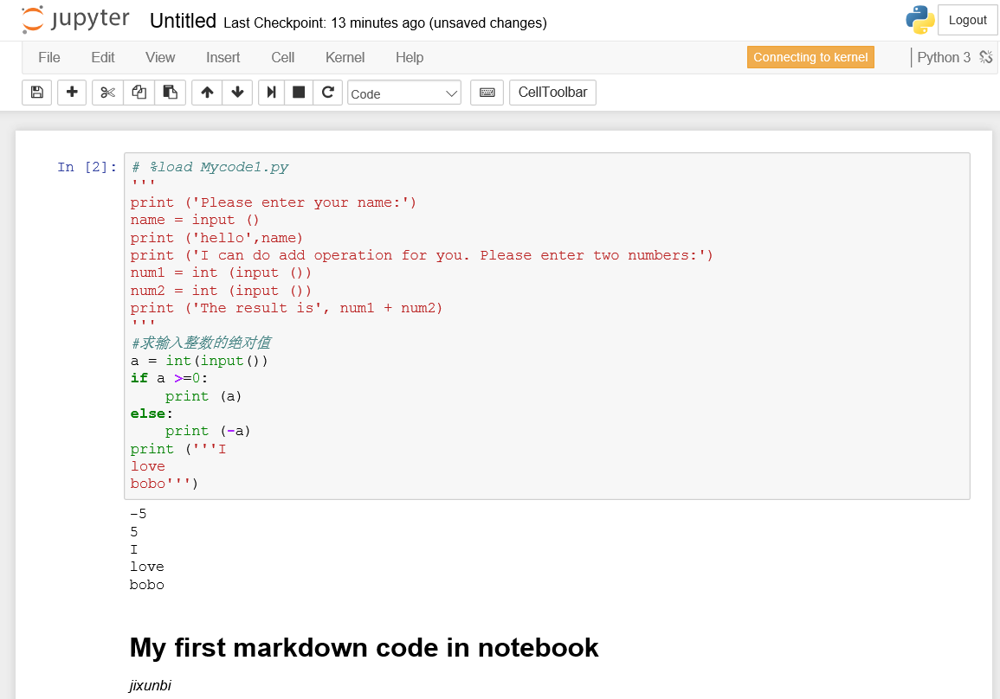 jupyter Untitled Last Checkpoint: 13 minutes ago (unsaved changes) Logout
File Edit View Insert Cell Kernel Help Connecting to kernel Python 3
Code CellToolbar
In [2]: # %load Mycode1.py
'''
print ('Please enter your name:')
name = input ()
print ('hello',name)
print ('I can do add operation for you. Please enter two numbers:')
num1 = int (input ())
num2 = int (input ())
print ('The result is', num1 + num2)
'''
#求输入整数的绝对值
a = int(input())
if a >=0:
    print (a)
else:
    print (-a)
print ('''I
love
bobo''')
-5
5
I
love
bobo
My first markdown code in notebook
jixunbi